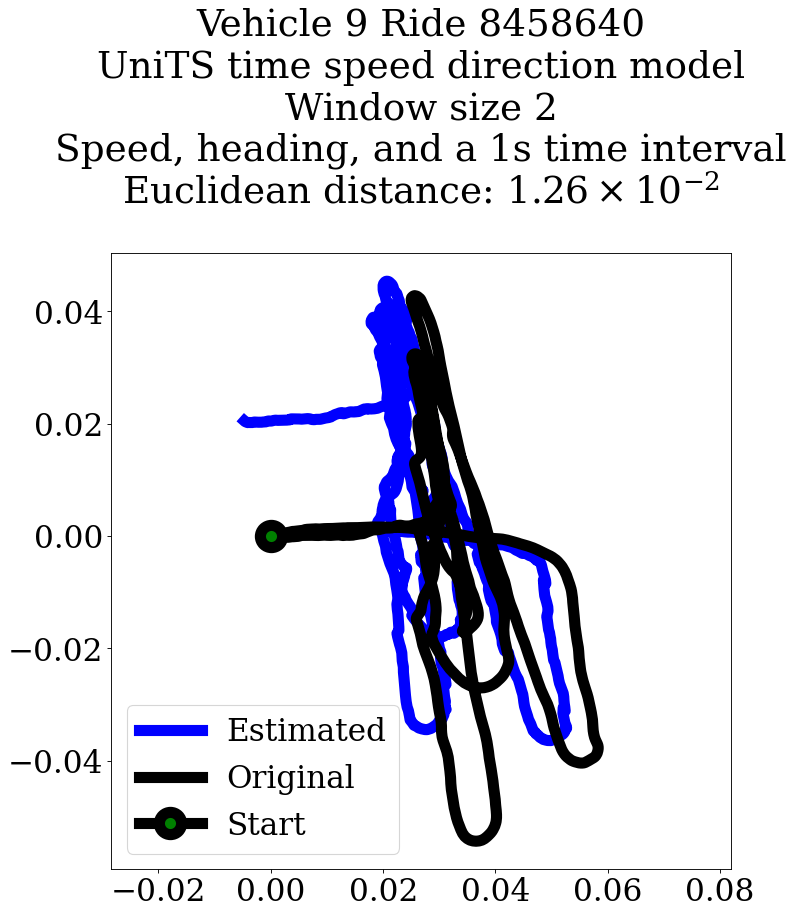 Vehicle 9 Ride 8458640
UniTS time speed direction model
Window size 2
Speed, heading, and a 1s time interval
Euclidean distance: 1.26 × 10⁻²
0.04
0.02
0.00
−0.02
−0.04
Estimated
Original
Start
−0.02 0.00 0.02 0.04 0.06 0.08